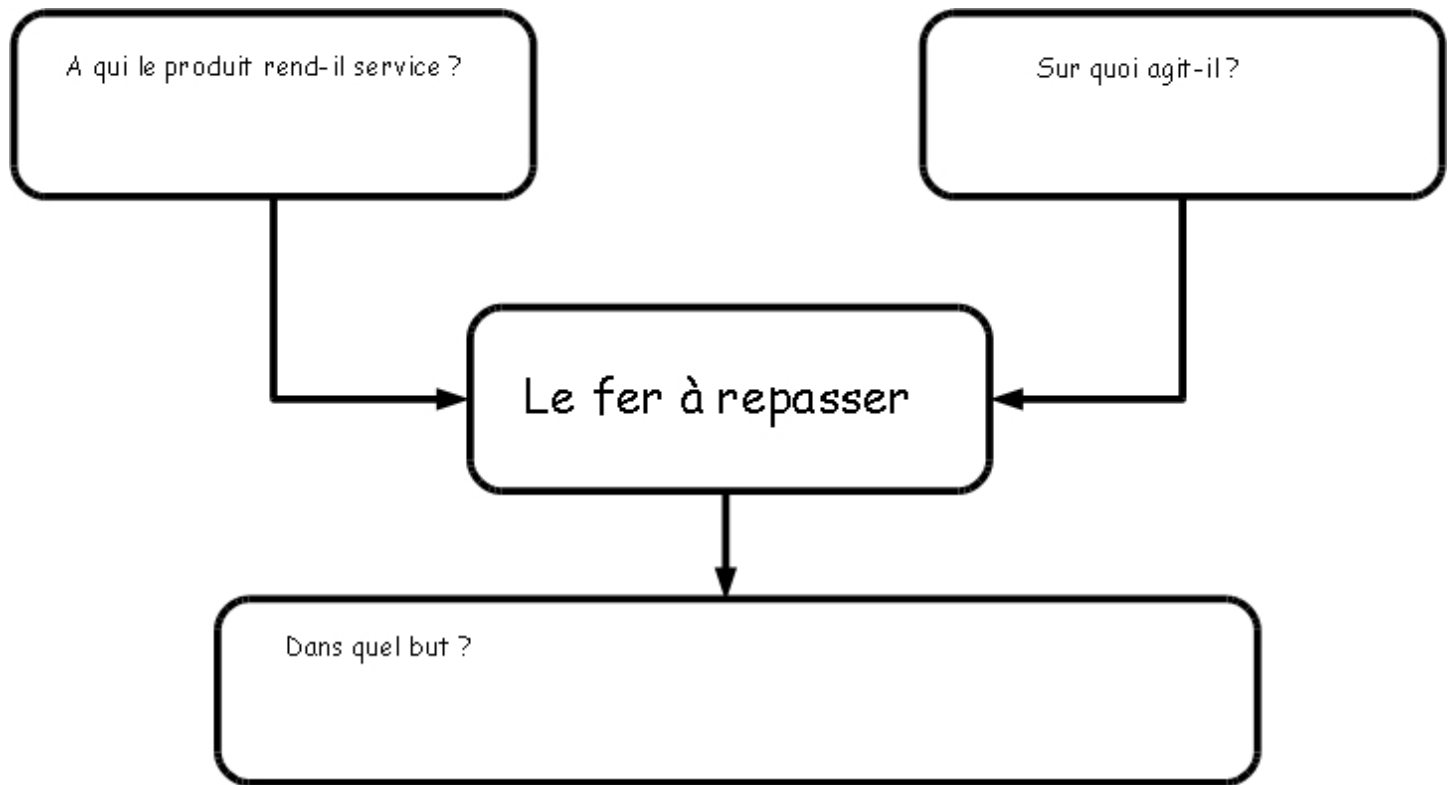 A qui le produit rend-il service ?
Sur quoi agit-il ?
Le fer à repasser
Dans quel but ?